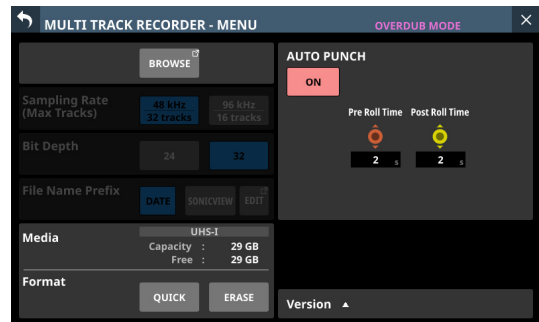 MULTI TRACK RECORDER - MENU
OVERDUB MODE
BROWSE
Sampling Rate
(Max Tracks)
48 kHz
32 tracks
96 kHz
16 tracks
Bit Depth
24
32
File Name Prefix
DATE
SONICVIEW
EDIT
Media
UHS-I
Capacity : 29 GB
Free : 29 GB
Format
QUICK
ERASE
AUTO PUNCH
ON
Pre Roll Time
Post Roll Time
2 s
2 s
Version